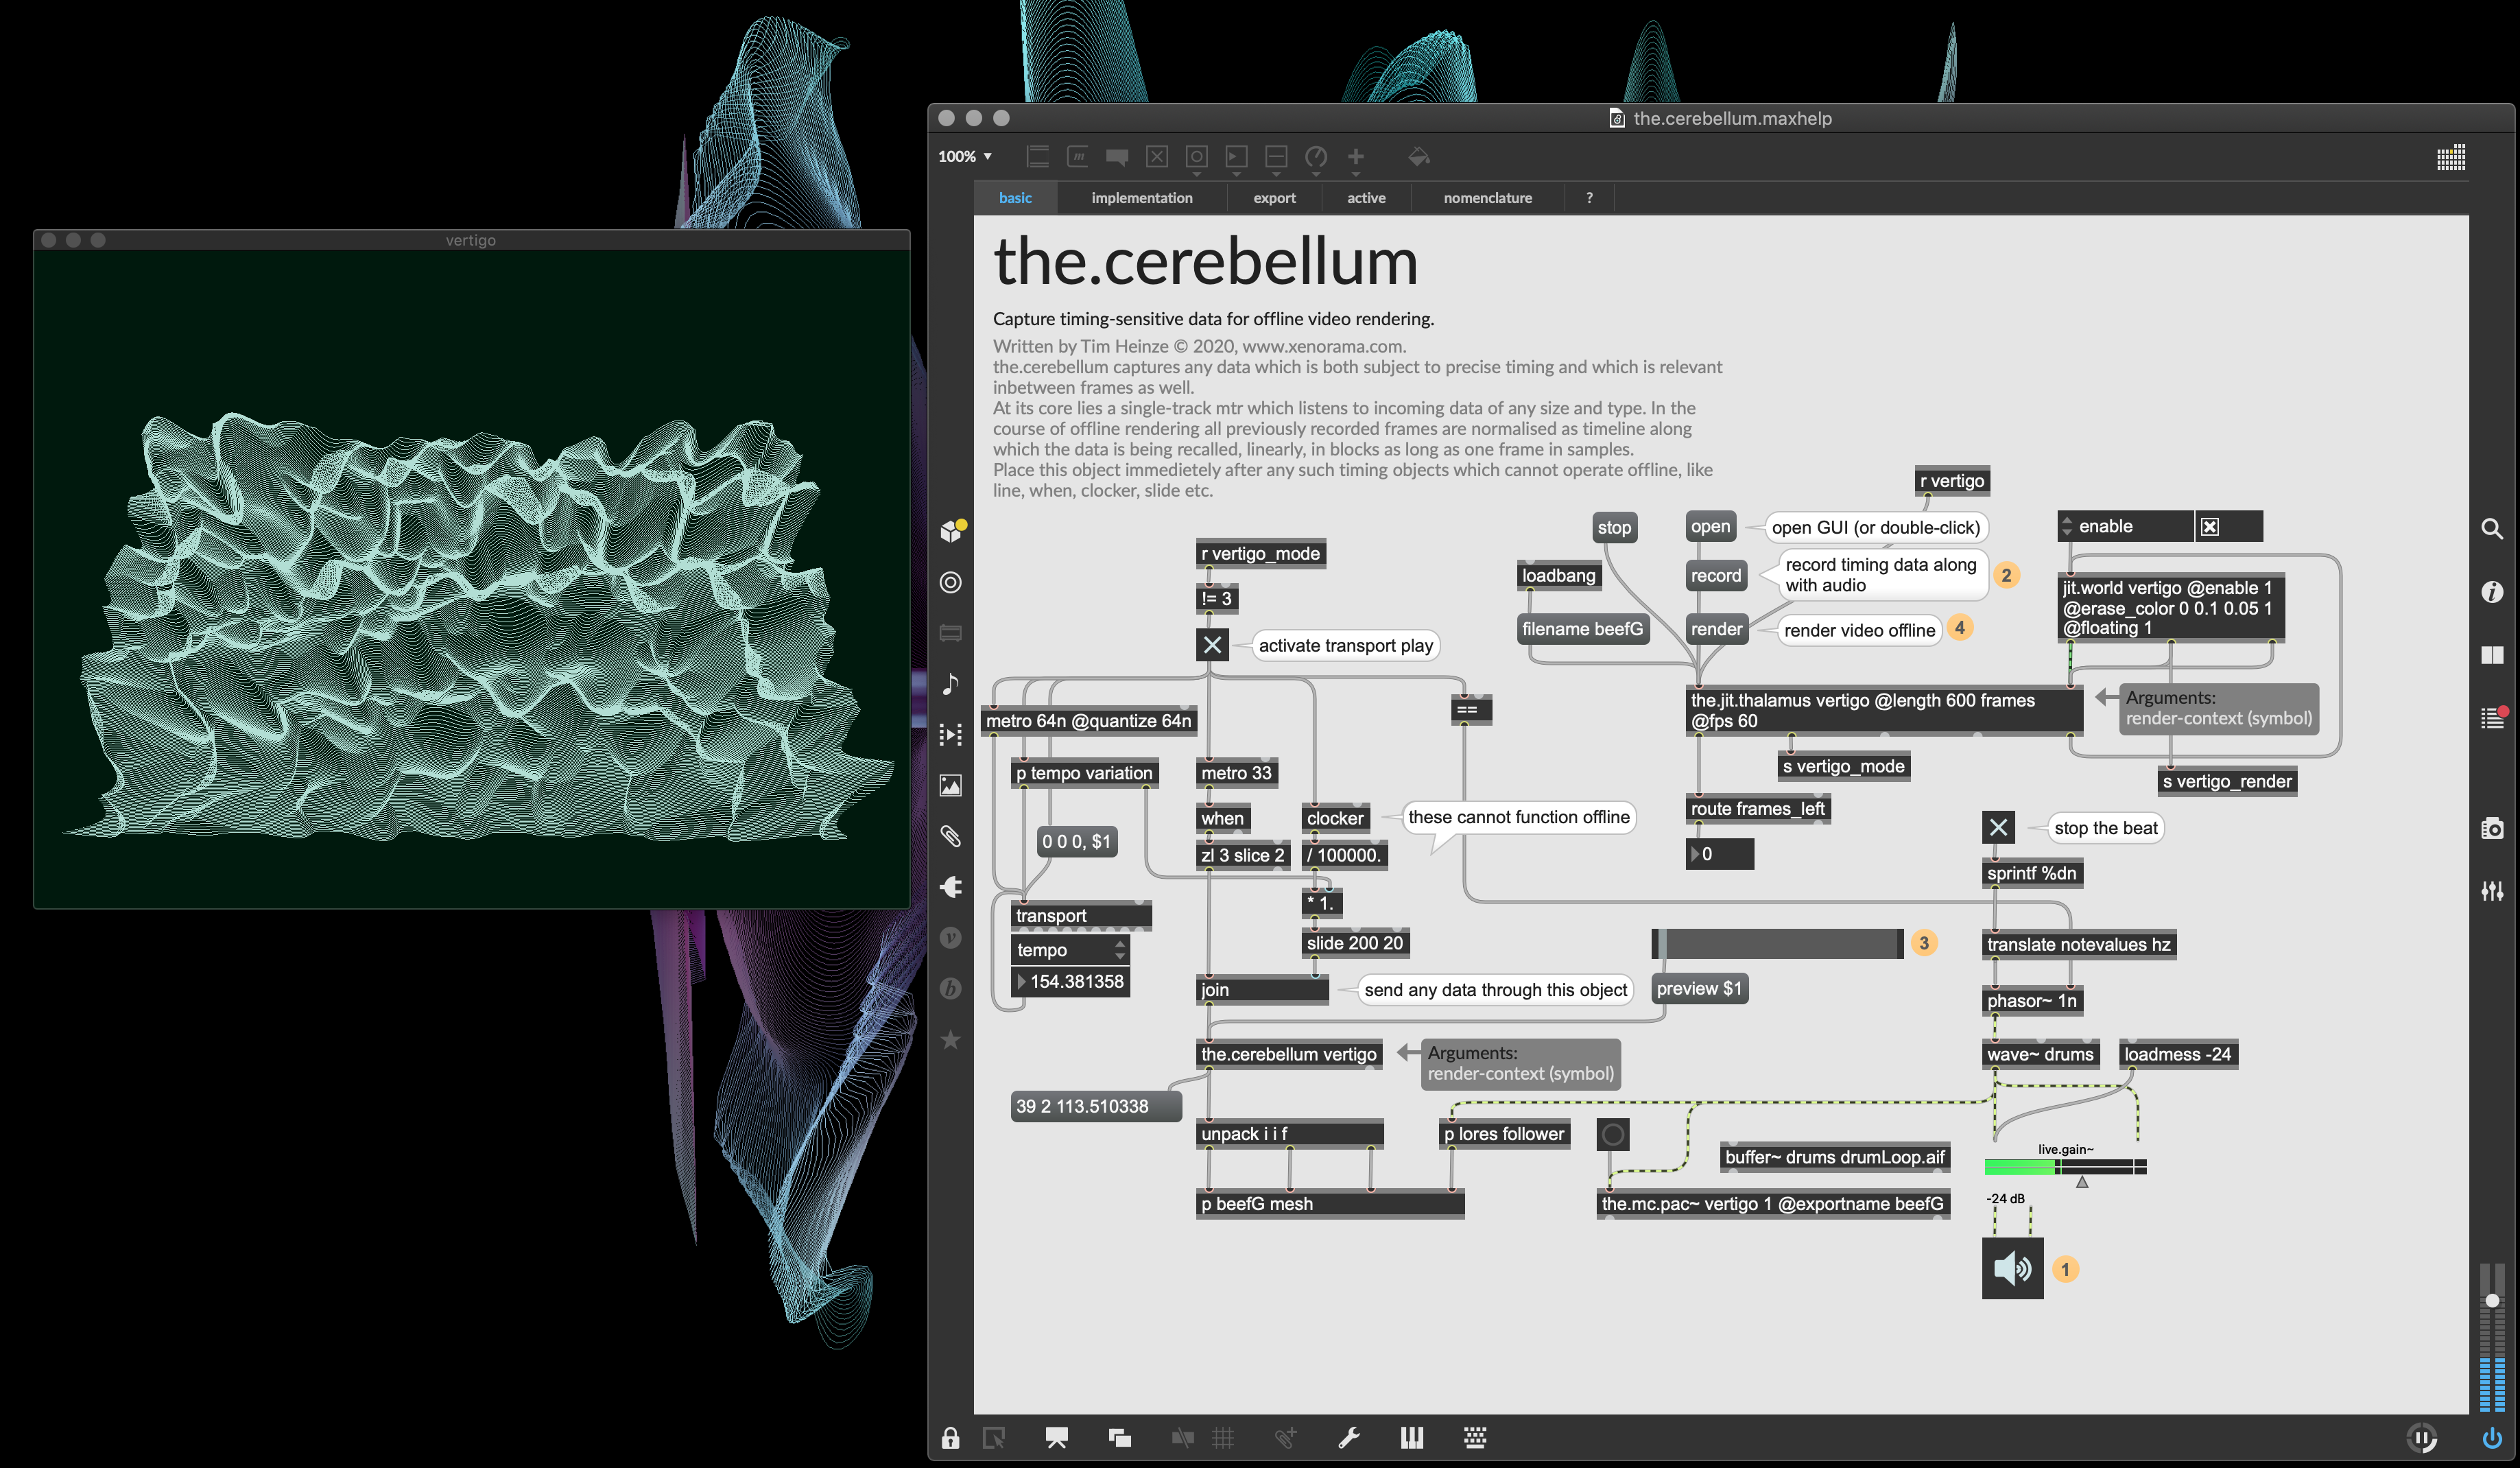 vertigo
the.cerebellum.maxhelp
100%
basic
implementation
export
active
nomenclature
?
the.cerebellum
Capture timing-sensitive data for offline video rendering.
Written by Tim Heinze © 2020, www.xenorama.com.
the.cerebellum captures any data which is both subject to precise timing and which is relevant
inbetween frames as well.
At its core lies a single-track mtr which listens to incoming data of any size and type. In the
course of offline rendering all previously recorded frames are normalised as timeline along
which the data is being recalled, linearly, in blocks as long as one frame in samples.
Place this object immedietely after any such timing objects which cannot operate offline, like
line, when, clocker, slide etc.
r vertigo
stop
open
open GUI (or double-click)
enable
r vertigo_mode
loadbang
record
record timing data along
with audio
2
jit.world vertigo @enable 1
@erase_color 0 0.1 0.05 1
@floating 1
!= 3
filename beefG
render
render video offline
4
activate transport play
metro 64n @quantize 64n
==
the.jit.thalamus vertigo @length 600 frames
@fps 60
Arguments:
render-context (symbol)
p tempo variation
metro 33
s vertigo_mode
s vertigo_render
when
clocker
these cannot function offline
route frames_left
0
stop the beat
0 0 0, $1
zl 3 slice 2
/ 100000.
sprintf %dn
* 1.
transport
tempo
154.381358
slide 200 20
3
translate notevalues hz
join
send any data through this object
preview $1
phasor~ 1n
the.cerebellum vertigo
Arguments:
render-context (symbol)
wave~ drums
loadmess -24
39 2 113.510338
unpack i i f
p lores follower
buffer~ drums drumLoop.aif
live.gain~
p beefG mesh
the.mc.pac~ vertigo 1 @exportname beefG
-24 dB
1